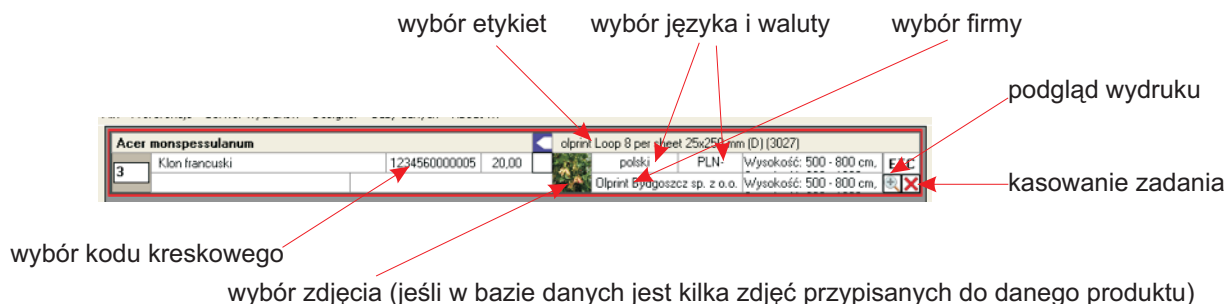 wybór etykiet wybór języka i waluty wybór firmy
podgląd wydruku
Acer monspessulanum olprint Loop 8 per sheet 25x250 mm (D) (3027)
3 Klon francuski 1234560000005 20,00 polski PLN- Wysokość: 500 - 800 cm,
Olprint Bydgoszcz sp. z o.o. Wysokość: 500 - 800 cm,
kasowanie zadania
wybór kodu kreskowego
wybór zdjęcia (jeśli w bazie danych jest kilka zdjęć przypisanych do danego produktu)